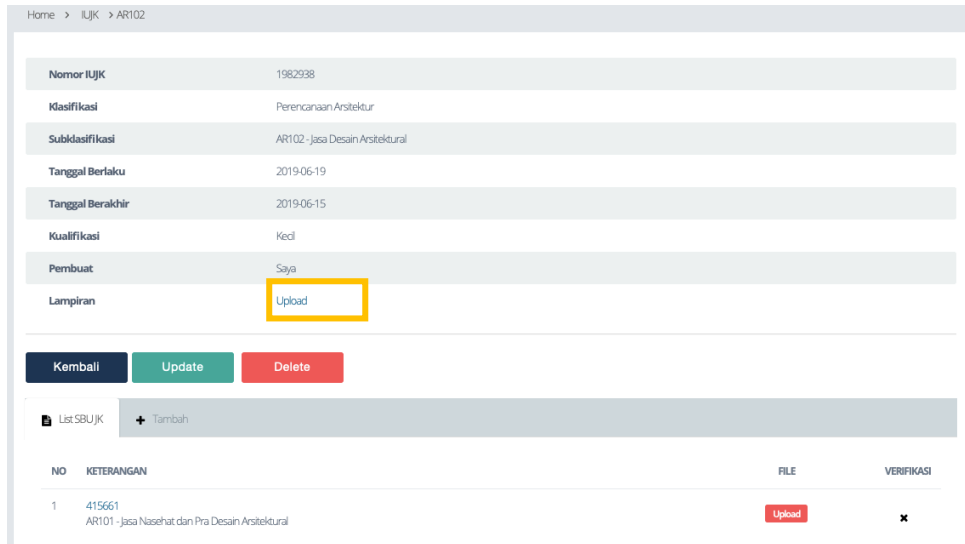 Home > IUJK > AR102
Nomor IUJK 1982938
Klasifikasi Perencanaan Arsitektur
Subklasifikasi AR102 - Jasa Desain Arsitektural
Tanggal Berlaku 2019-06-19
Tanggal Berakhir 2019-06-15
Kualifikasi Kecil
Pembuat Saya
Lampiran Upload
Kembali Update Delete
List SBUJK Tambah
NO KETERANGAN FILE VERIFIKASI
1 415661 Upload
AR101 - Jasa Nasehat dan Pra Desain Arsitektural